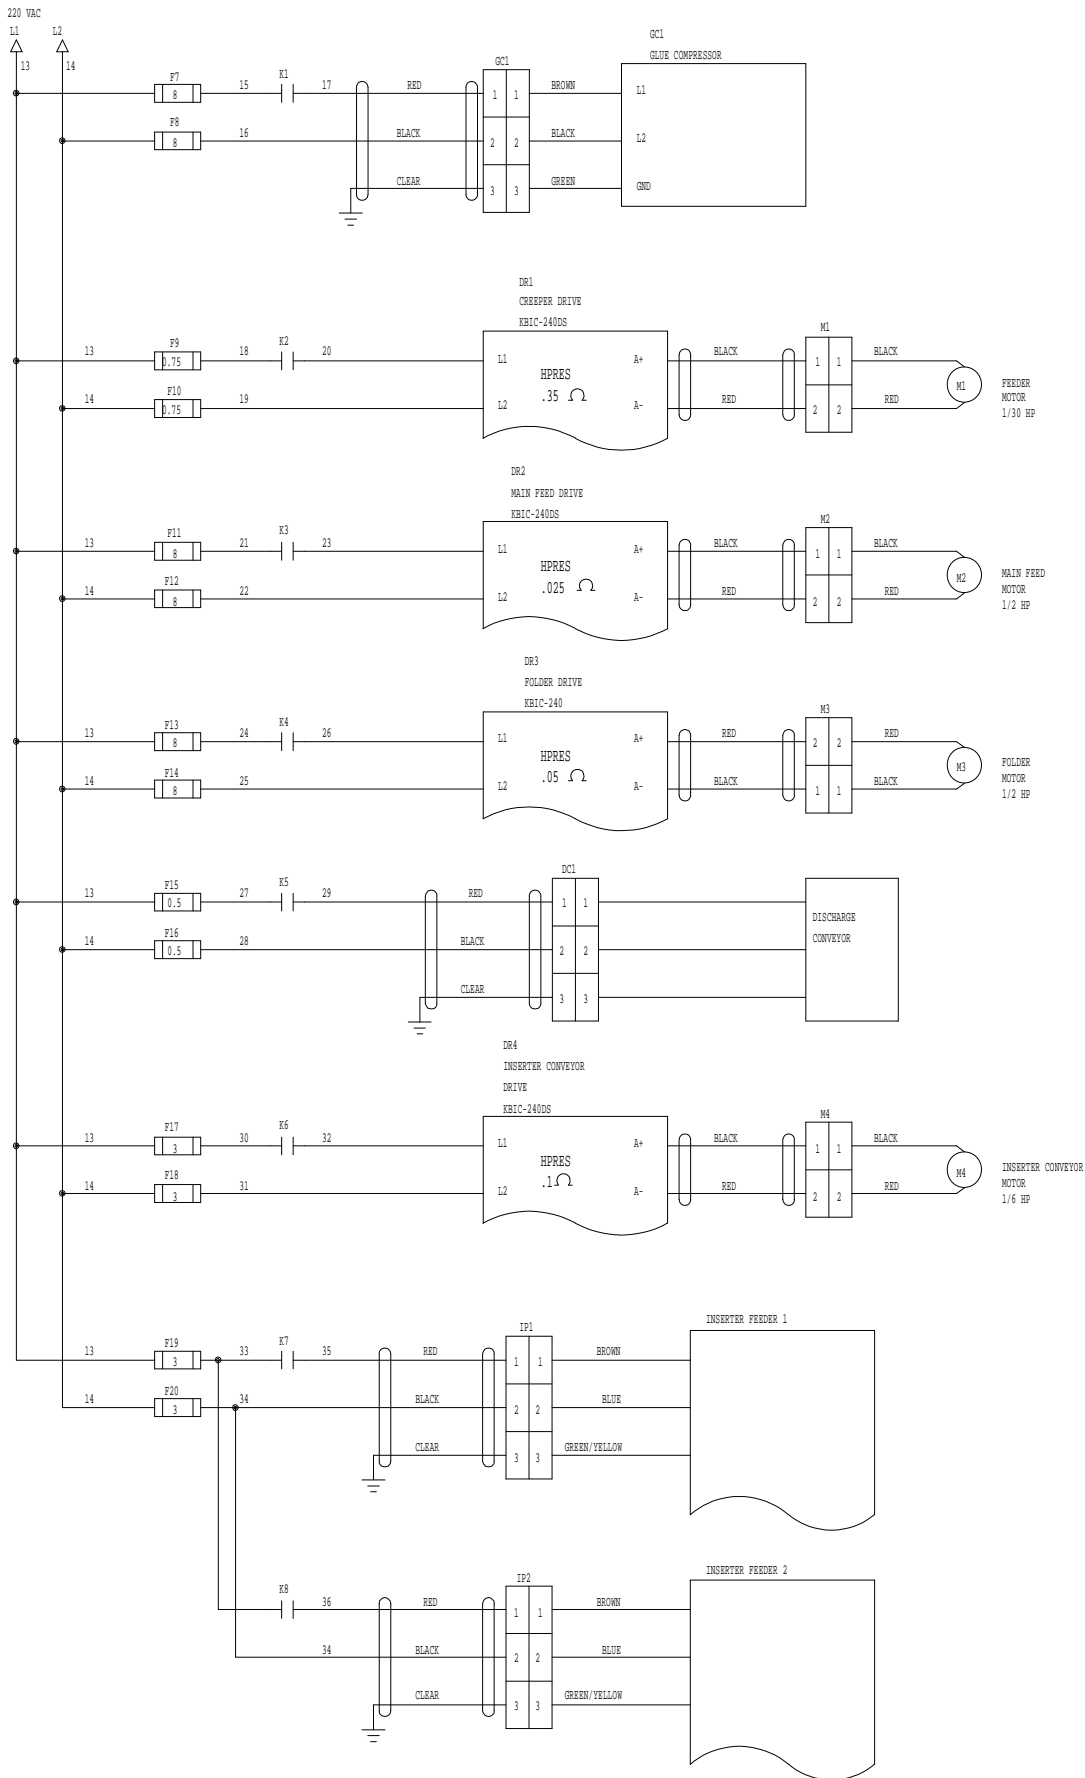 220 VAC
L1 L2
13 14
GC1
GLUE COMPRESSOR
F7 15 K1 17 RED GC1 BROWN L1
8 1 1
F8 16 BLACK BLACK L2
8 2 2
CLEAR GREEN GND
3 3
DR1
CREEPER DRIVE
KBIC-240DS
13 F9 18 K2 20 L1 A+ BLACK M1 BLACK
0.75 HPRES 1 1
14 F10 19 .35 Ω L2 A- RED RED M1
0.75 2 2
FEEDER
MOTOR
1/30 HP
DR2
MAIN FEED DRIVE
KBIC-240DS
13 F11 21 K3 23 L1 A+ BLACK M2 BLACK
8 HPRES 1 1
14 F12 22 .025 Ω L2 A- RED RED M2
8 2 2
MAIN FEED
MOTOR
1/2 HP
DR3
FOLDER DRIVE
KBIC-240
13 F13 24 K4 26 L1 A+ RED M3 RED
8 HPRES 2 2
14 F14 25 .05 Ω L2 A- BLACK BLACK M3
8 1 1
FOLDER
MOTOR
1/2 HP
13 F15 27 K5 29 RED DC1
0.5 1 1
14 F16 28 BLACK
0.5 2 2
CLEAR
3 3
DISCHARGE
CONVEYOR
DR4
INSERTER CONVEYOR
DRIVE
KBIC-240DS
13 F17 30 K6 32 L1 A+ BLACK M4 BLACK
3 HPRES 1 1
14 F18 31 .1Ω L2 A- RED RED M4
3 2 2
INSERTER CONVEYOR
MOTOR
1/6 HP
INSERTER FEEDER 1
13 F19 33 K7 35 RED IP1 BROWN
3 1 1
14 F20 34 BLACK BLUE
3 2 2
CLEAR GREEN/YELLOW
3 3
INSERTER FEEDER 2
K8 36 RED IP2 BROWN
1 1
34 BLACK BLUE
2 2
CLEAR GREEN/YELLOW
3 3